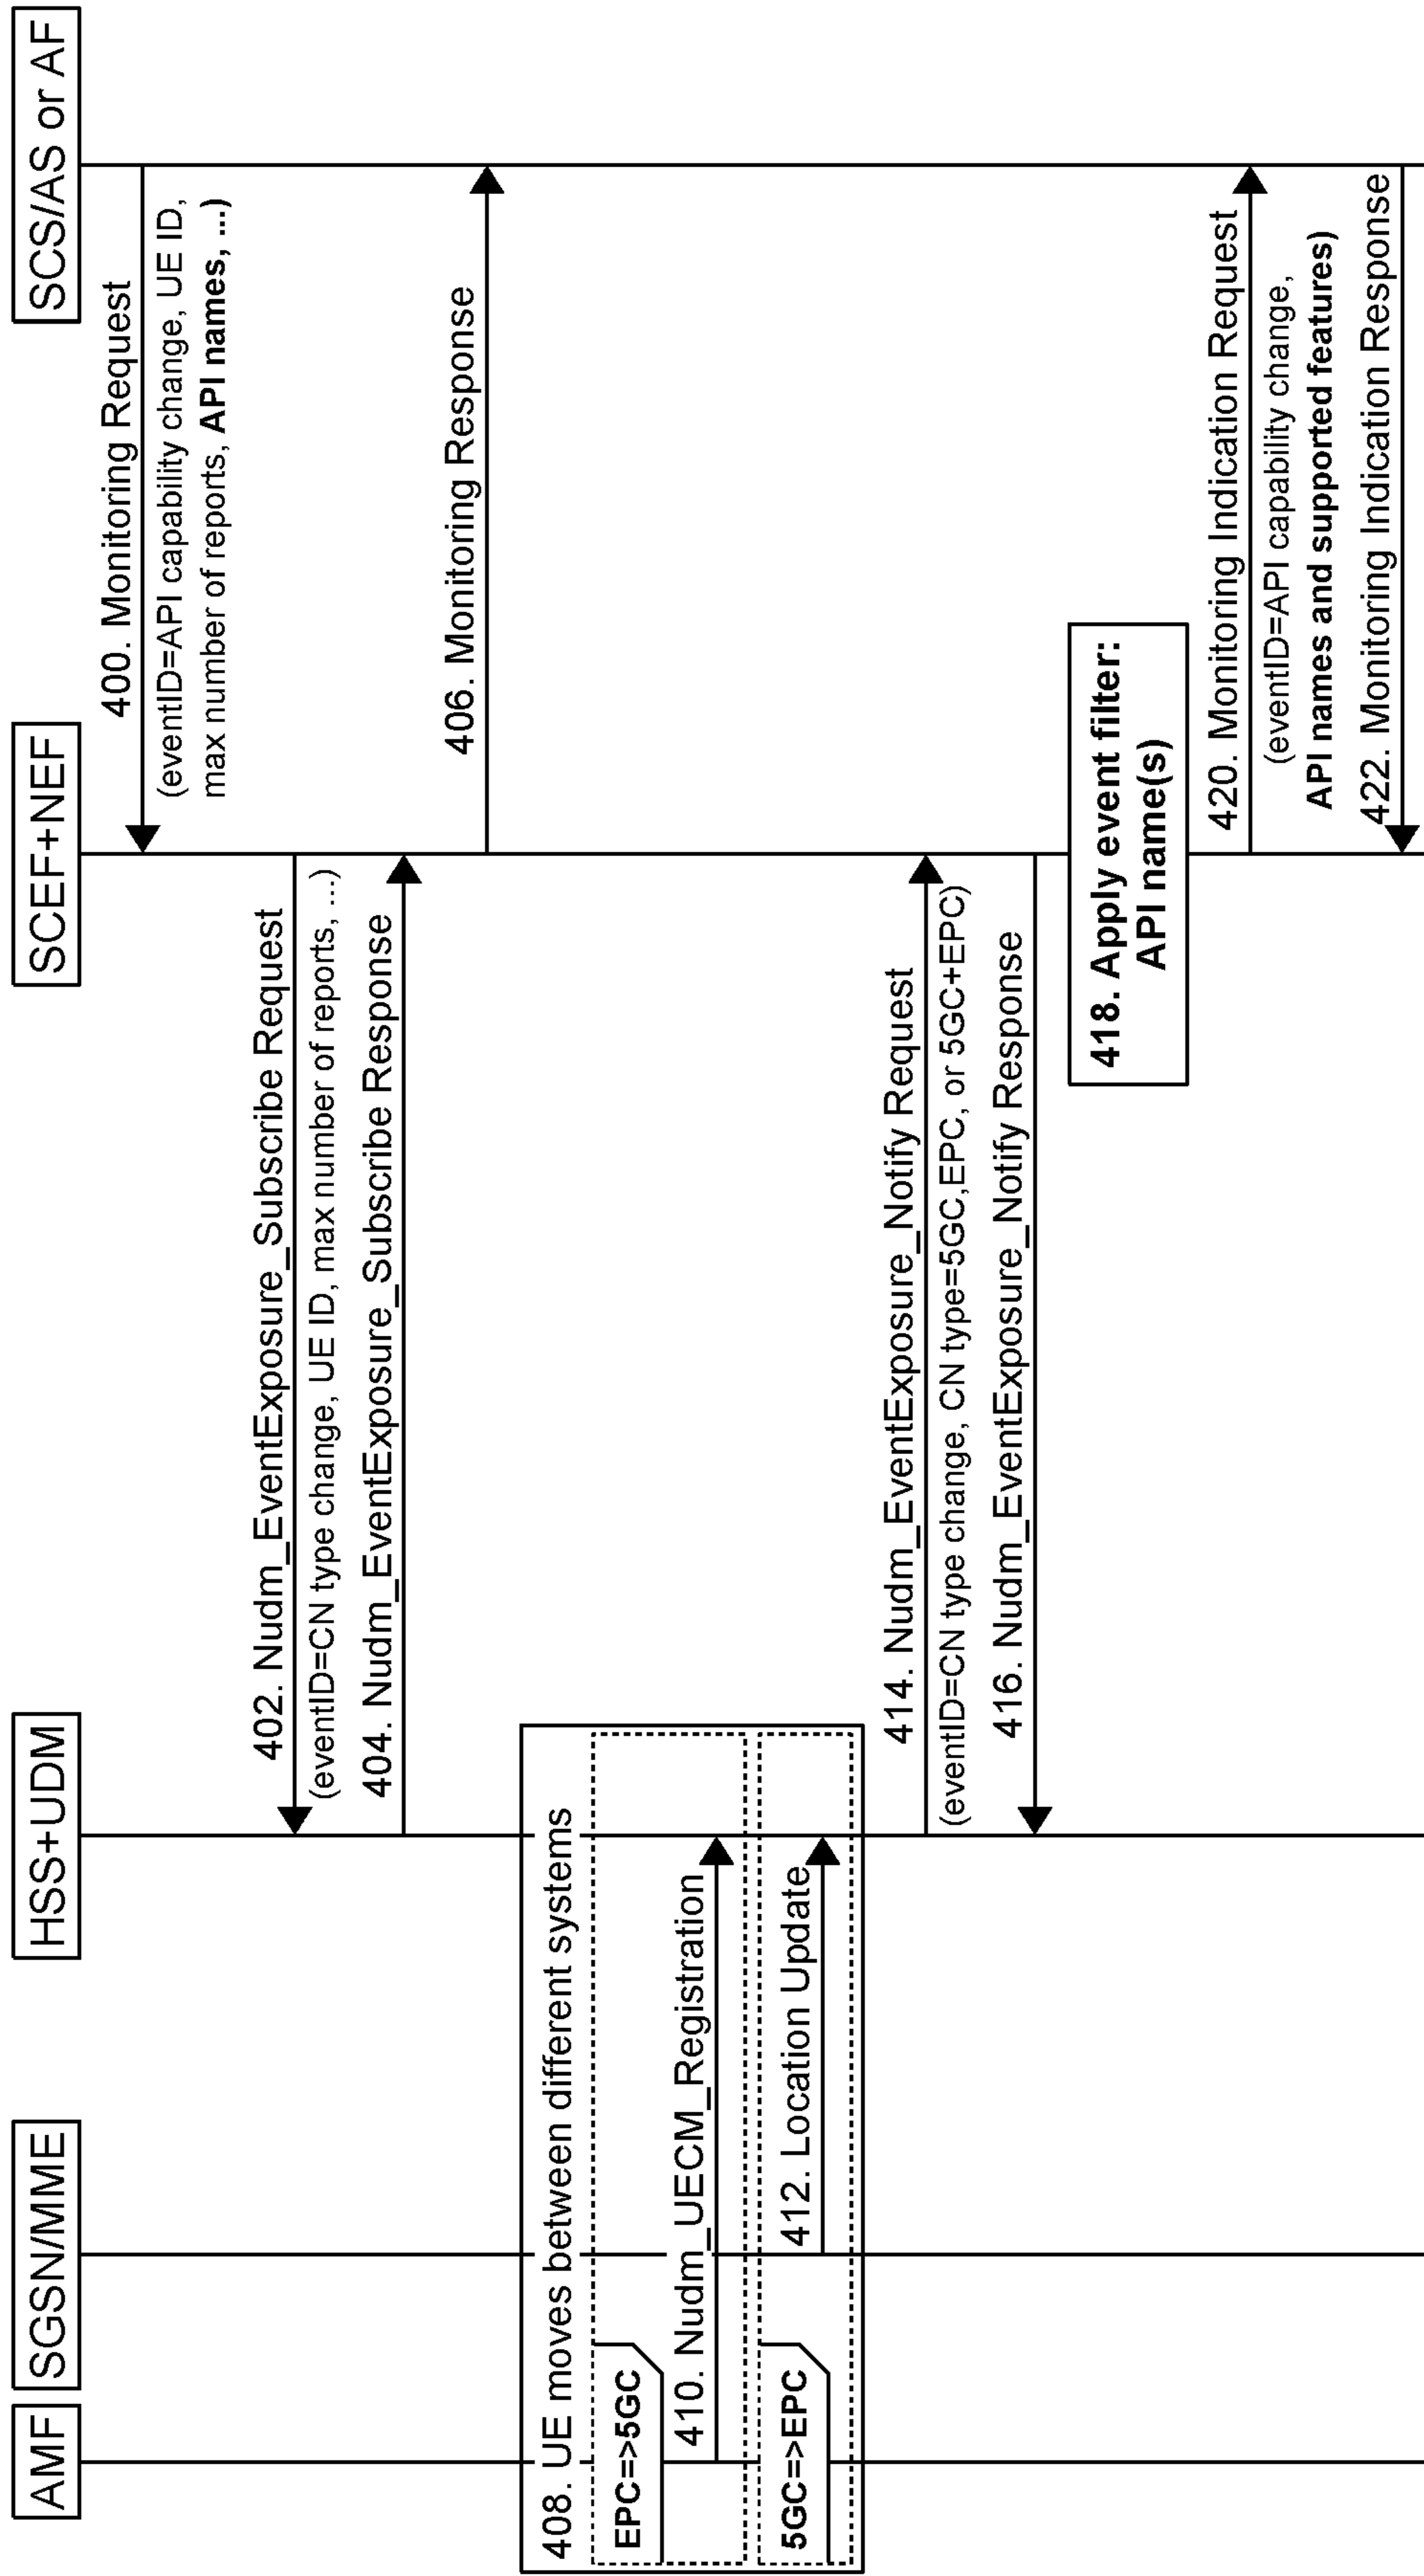 AMF
SGSN/MME
HSS+UDM
SCEF+NEF
SCS/AS or AF
400. Monitoring Request
(eventID=API capability change, UE ID,
max number of reports, API names, ...)
402. Nudm_EventExposure_Subscribe Request
(eventID=CN type change, UE ID, max number of reports, ...)
404. Nudm_EventExposure_Subscribe Response
406. Monitoring Response
408. UE moves between different systems
EPC=>5GC
410. Nudm_UECM_Registration
5GC=>EPC
412. Location Update
414. Nudm_EventExposure_Notify Request
(eventID=CN type change, CN type=5GC,EPC, or 5GC+EPC)
416. Nudm_EventExposure_Notify Response
418. Apply event filter:
API name(s)
420. Monitoring Indication Request
(eventID=API capability change,
API names and supported features)
422. Monitoring Indication Response